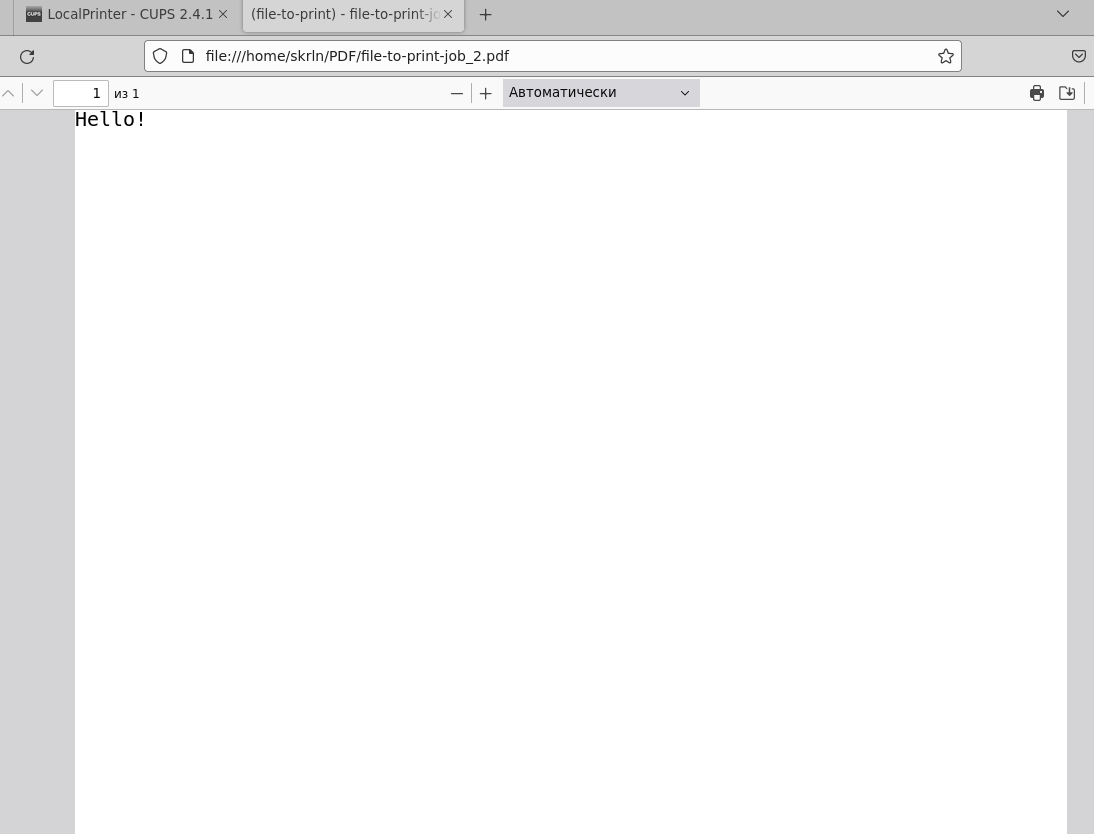 LocalPrinter - CUPS 2.4.1
(file-to-print) - file-to-print-jo
file:///home/skrln/PDF/file-to-print-job_2.pdf
1 из 1
Автоматически
Hello!